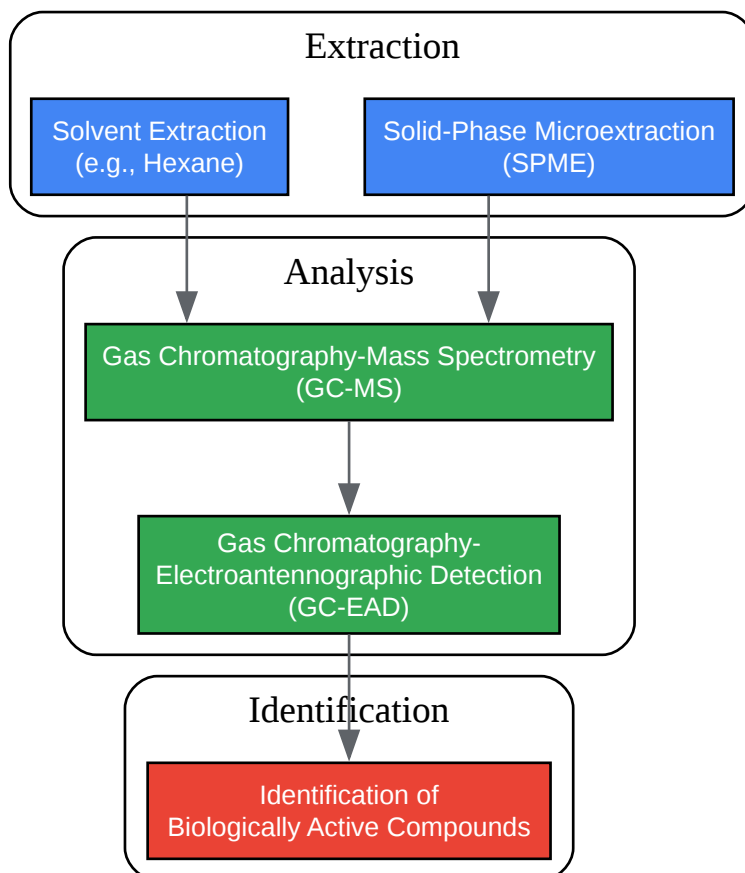 Extraction
Solvent Extraction
(e.g., Hexane)
Solid-Phase Microextraction
(SPME)
Analysis
Gas Chromatography-Mass Spectrometry
(GC-MS)
Gas Chromatography-
Electroantennographic Detection
(GC-EAD)
Identification
Identification of
Biologically Active Compounds